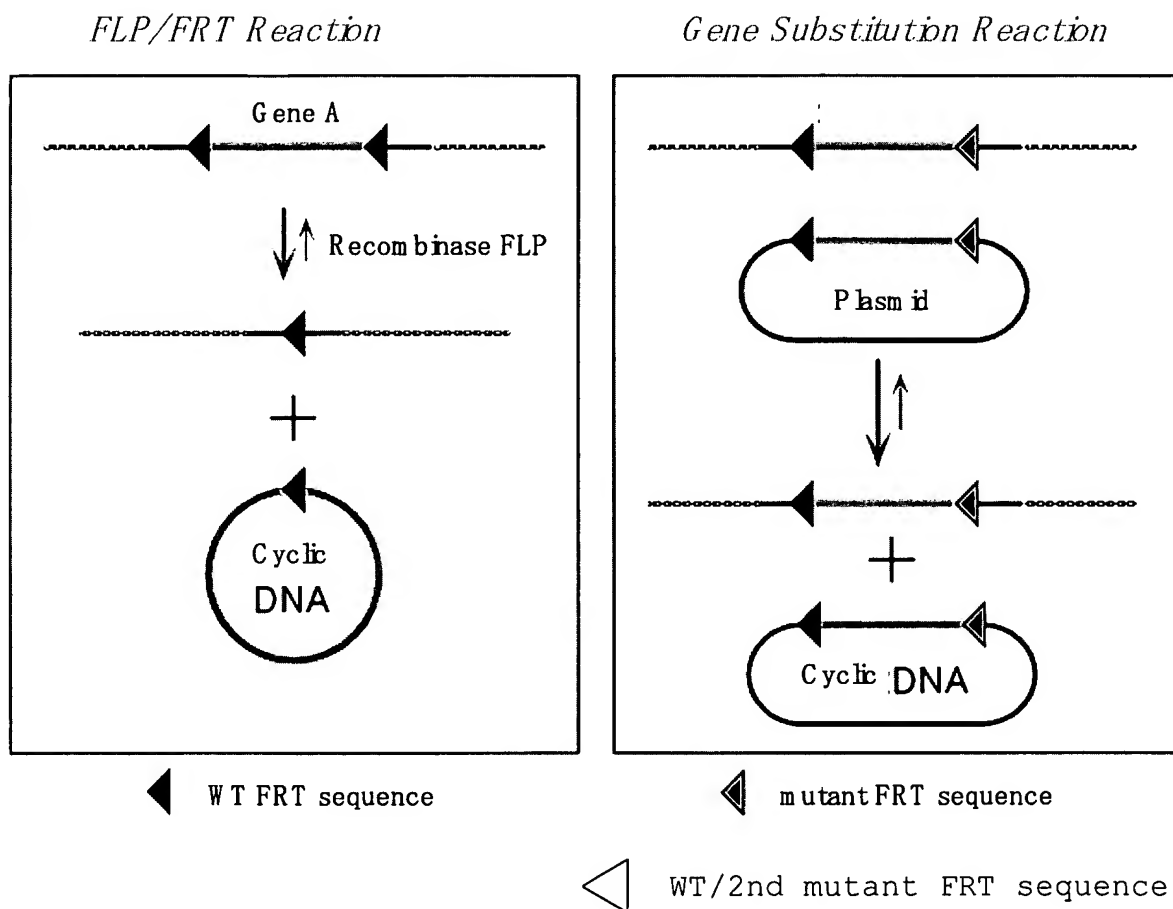 FLP/FRT Reaction
Gene Substitution Reaction
Gene A
Recombinase FLP
Cyclic
DNA
Plasmid
Cyclic DNA
WT FRT sequence
mutant FRT sequence
WT/2nd mutant FRT sequence